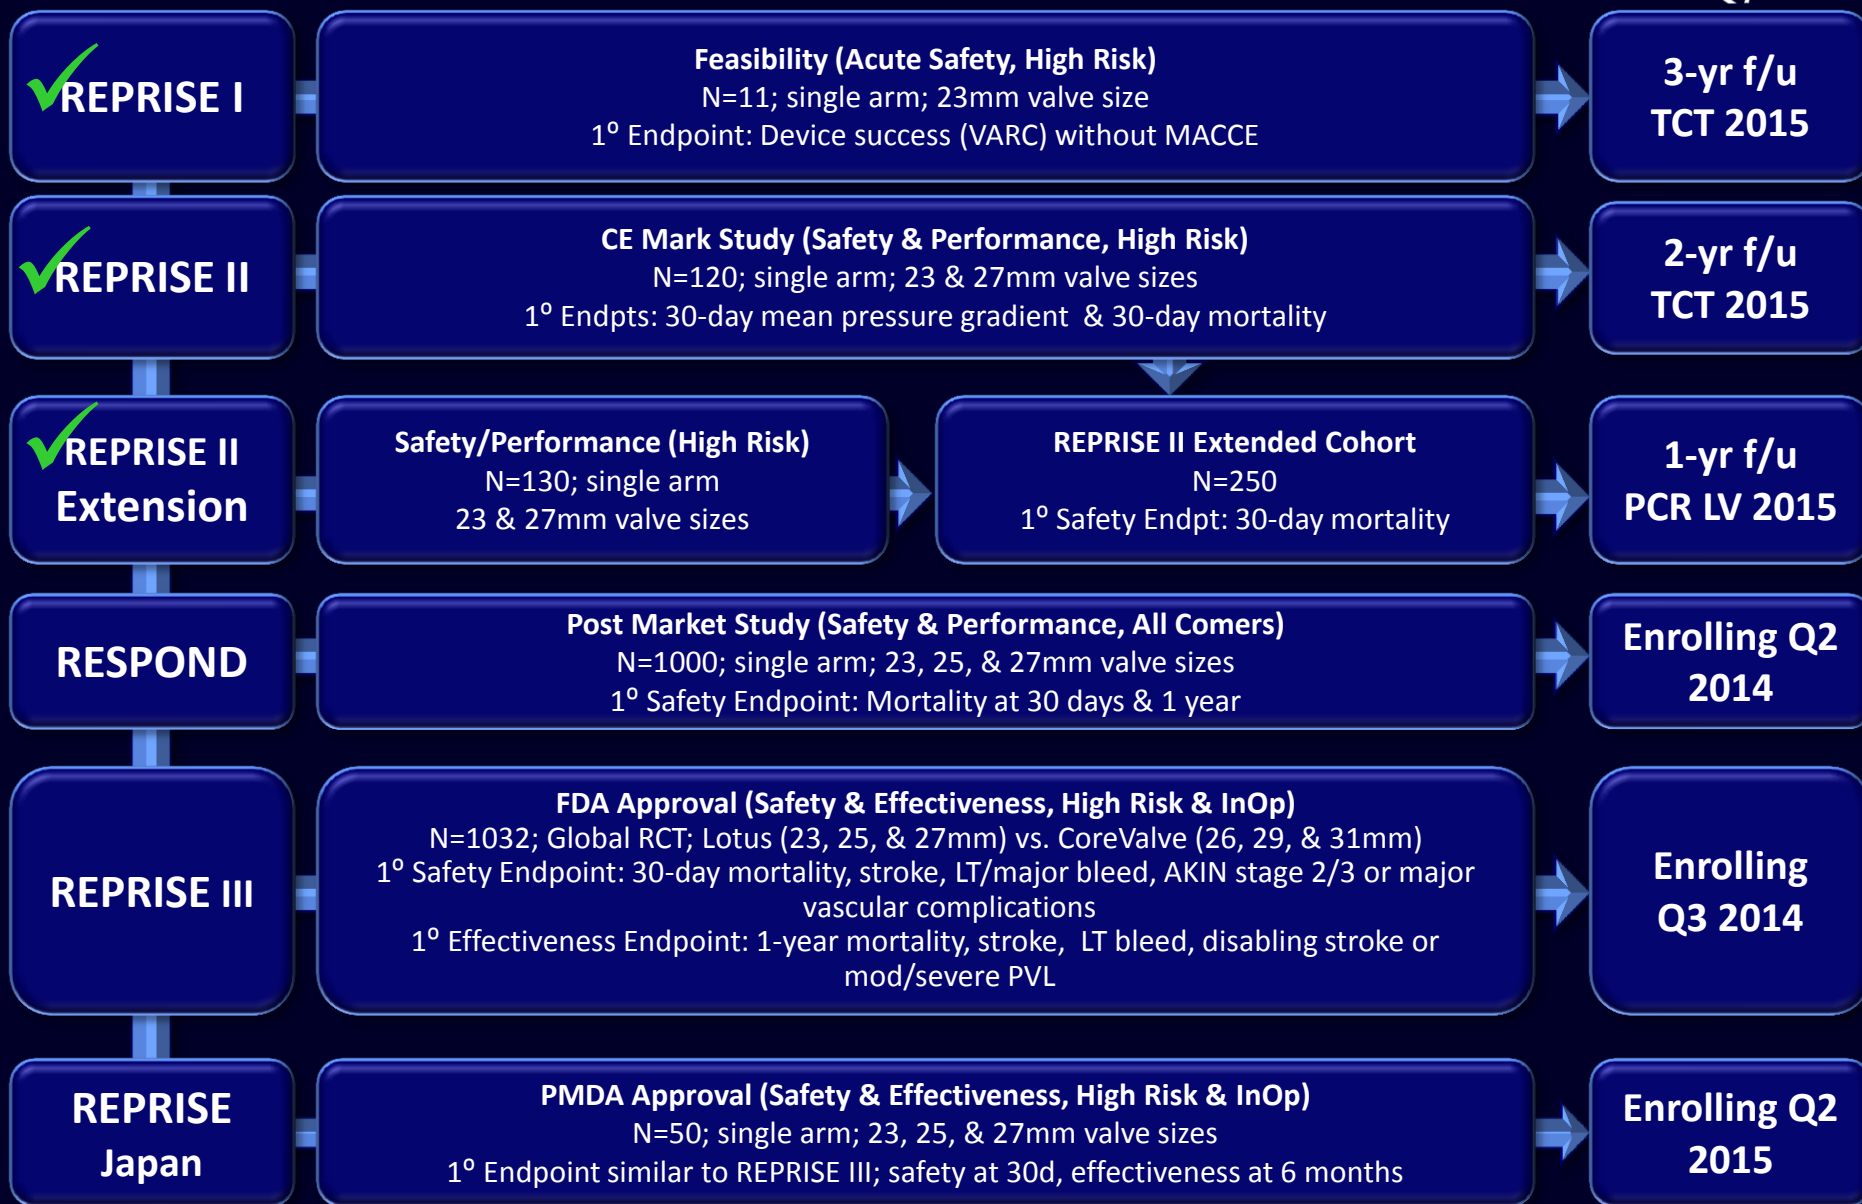 REPRISE I
Feasibility (Acute Safety, High Risk)
N=11; single arm; 23mm valve size
1⁰ Endpoint: Device success (VARC) without MACCE
3-yr f/u
TCT 2015
REPRISE II
CE Mark Study (Safety & Performance, High Risk)
N=120; single arm; 23 & 27mm valve sizes
1⁰ Endpts: 30-day mean pressure gradient & 30-day mortality
2-yr f/u
TCT 2015
REPRISE II
Extension
Safety/Performance (High Risk)
N=130; single arm
23 & 27mm valve sizes
REPRISE II Extended Cohort
N=250
1⁰ Safety Endpt: 30-day mortality
1-yr f/u
PCR LV 2015
RESPOND
Post Market Study (Safety & Performance, All Comers)
N=1000; single arm; 23, 25, & 27mm valve sizes
1⁰ Safety Endpoint: Mortality at 30 days & 1 year
Enrolling Q2
2014
REPRISE III
FDA Approval (Safety & Effectiveness, High Risk & InOp)
N=1032; Global RCT; Lotus (23, 25, & 27mm) vs. CoreValve (26, 29, & 31mm)
1⁰ Safety Endpoint: 30-day mortality, stroke, LT/major bleed, AKIN stage 2/3 or major
vascular complications
1⁰ Effectiveness Endpoint: 1-year mortality, stroke, LT bleed, disabling stroke or
mod/severe PVL
Enrolling
Q3 2014
REPRISE
Japan
PMDA Approval (Safety & Effectiveness, High Risk & InOp)
N=50; single arm; 23, 25, & 27mm valve sizes
1⁰ Endpoint similar to REPRISE III; safety at 30d, effectiveness at 6 months
Enrolling Q2
2015